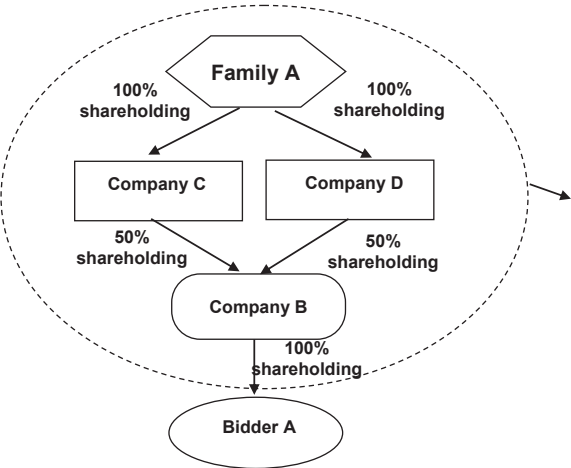 Family A
100%
shareholding
100%
shareholding
Company C
Company D
50%
shareholding
50%
shareholding
Company B
100%
shareholding
Bidder A